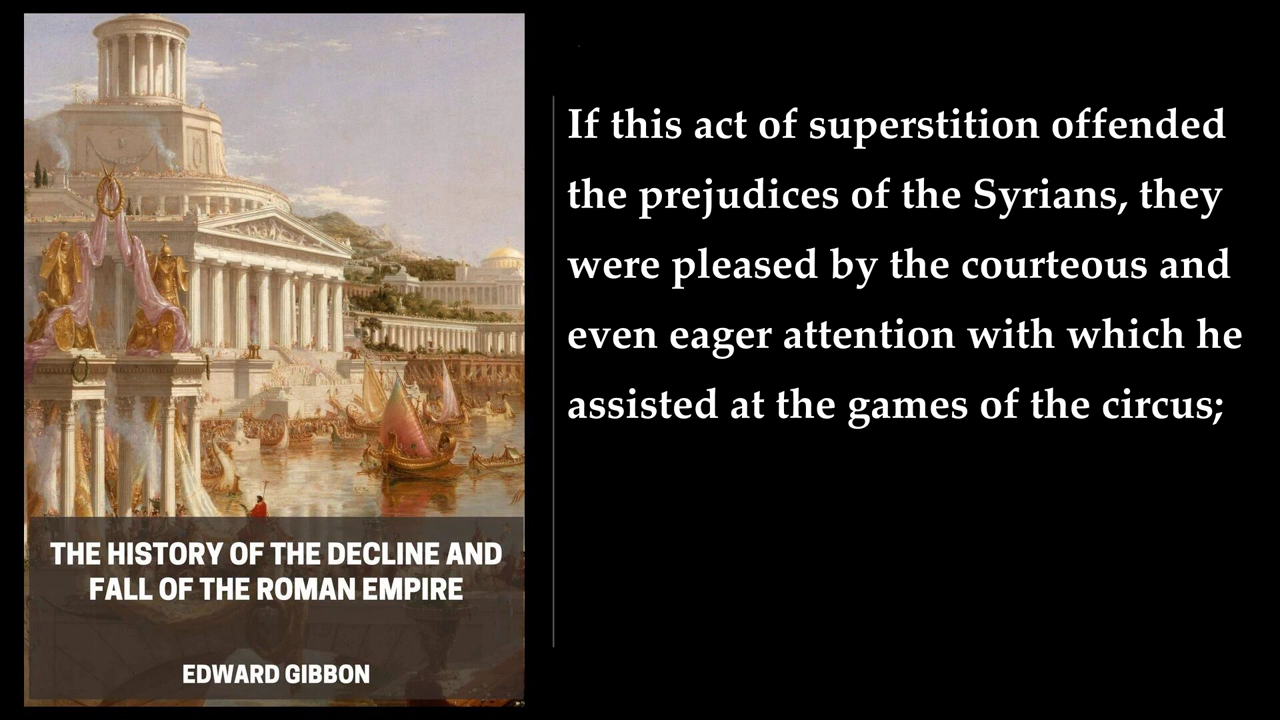 If this act of superstition offended
the prejudices of the Syrians, they
were pleased by the courteous and
even eager attention with which he
assisted at the games of the circus;
THE HISTORY OF THE DECLINE AND
FALL OF THE ROMAN EMPIRE
EDWARD GIBBON